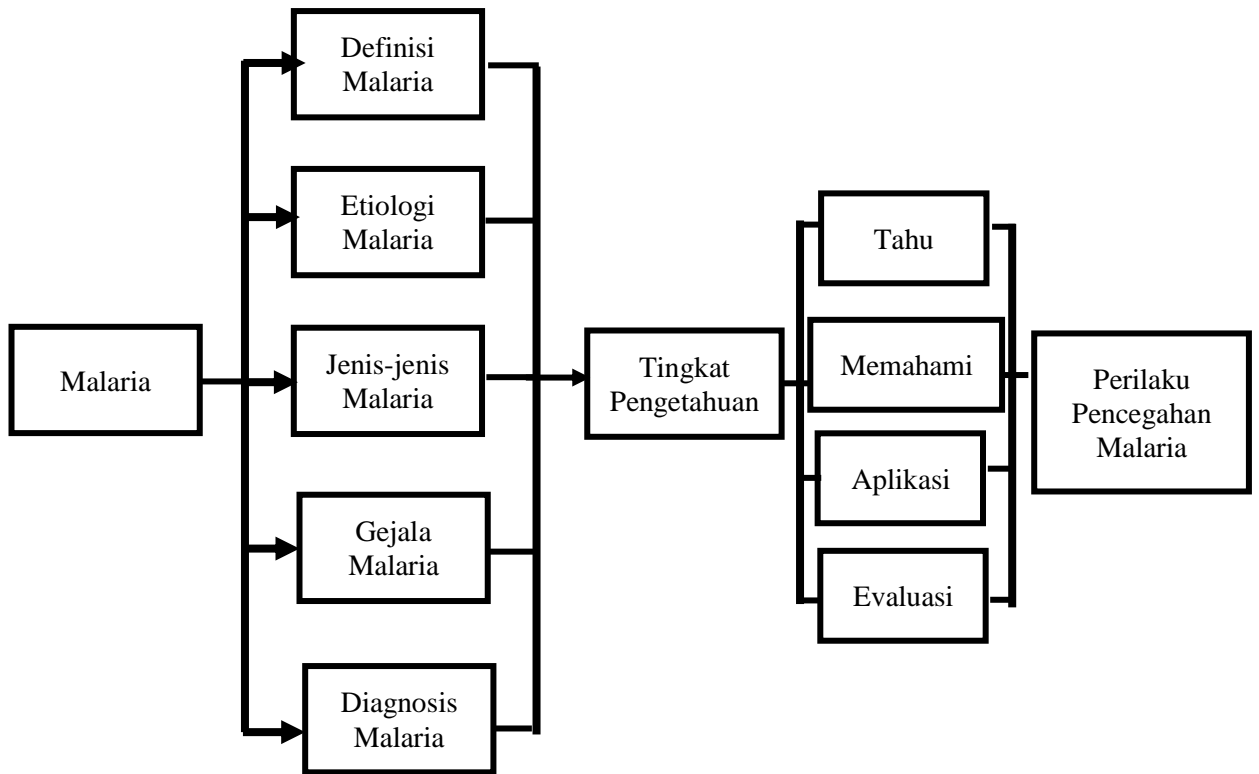 Malaria
Definisi
Malaria
Etiologi
Malaria
Jenis-jenis
Malaria
Gejala
Malaria
Diagnosis
Malaria
Tingkat
Pengetahuan
Tahu
Memahami
Aplikasi
Evaluasi
Perilaku
Pencegahan
Malaria